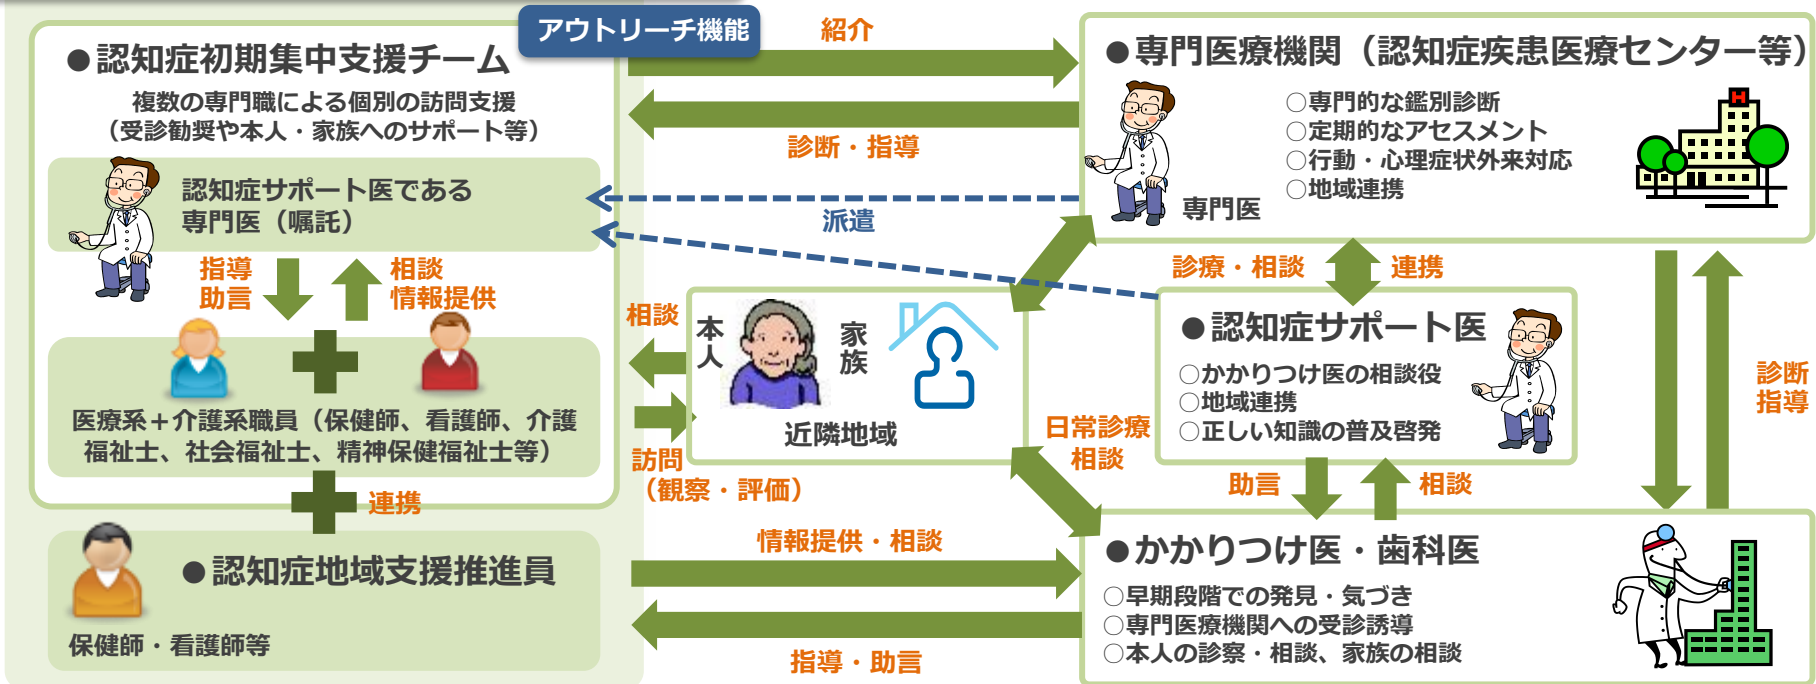 アウトリーチ機能
●認知症初期集中支援チーム
複数の専門職による個別の訪問支援
（受診勧奨や本人・家族へのサポート等）
認知症サポート医である
専門医（嘱託）
指導
助言
相談
情報提供
医療系＋介護系職員（保健師、看護師、介護
福祉士、社会福祉士、精神保健福祉士等）
連携
●認知症地域支援推進員
保健師・看護師等
紹介
診断・指導
派遣
相談
訪問
（観察・評価）
本人
家族
近隣地域
日常診療
相談
情報提供・相談
指導・助言
●専門医療機関（認知症疾患医療センター等）
○専門的な鑑別診断
○定期的なアセスメント
○行動・心理症状外来対応
○地域連携
専門医
H
診療・相談
連携
●認知症サポート医
○かかりつけ医の相談役
○地域連携
○正しい知識の普及啓発
診断
指導
助言
相談
●かかりつけ医・歯科医
○早期段階での発見・気づき
○専門医療機関への受診誘導
○本人の診察・相談、家族の相談